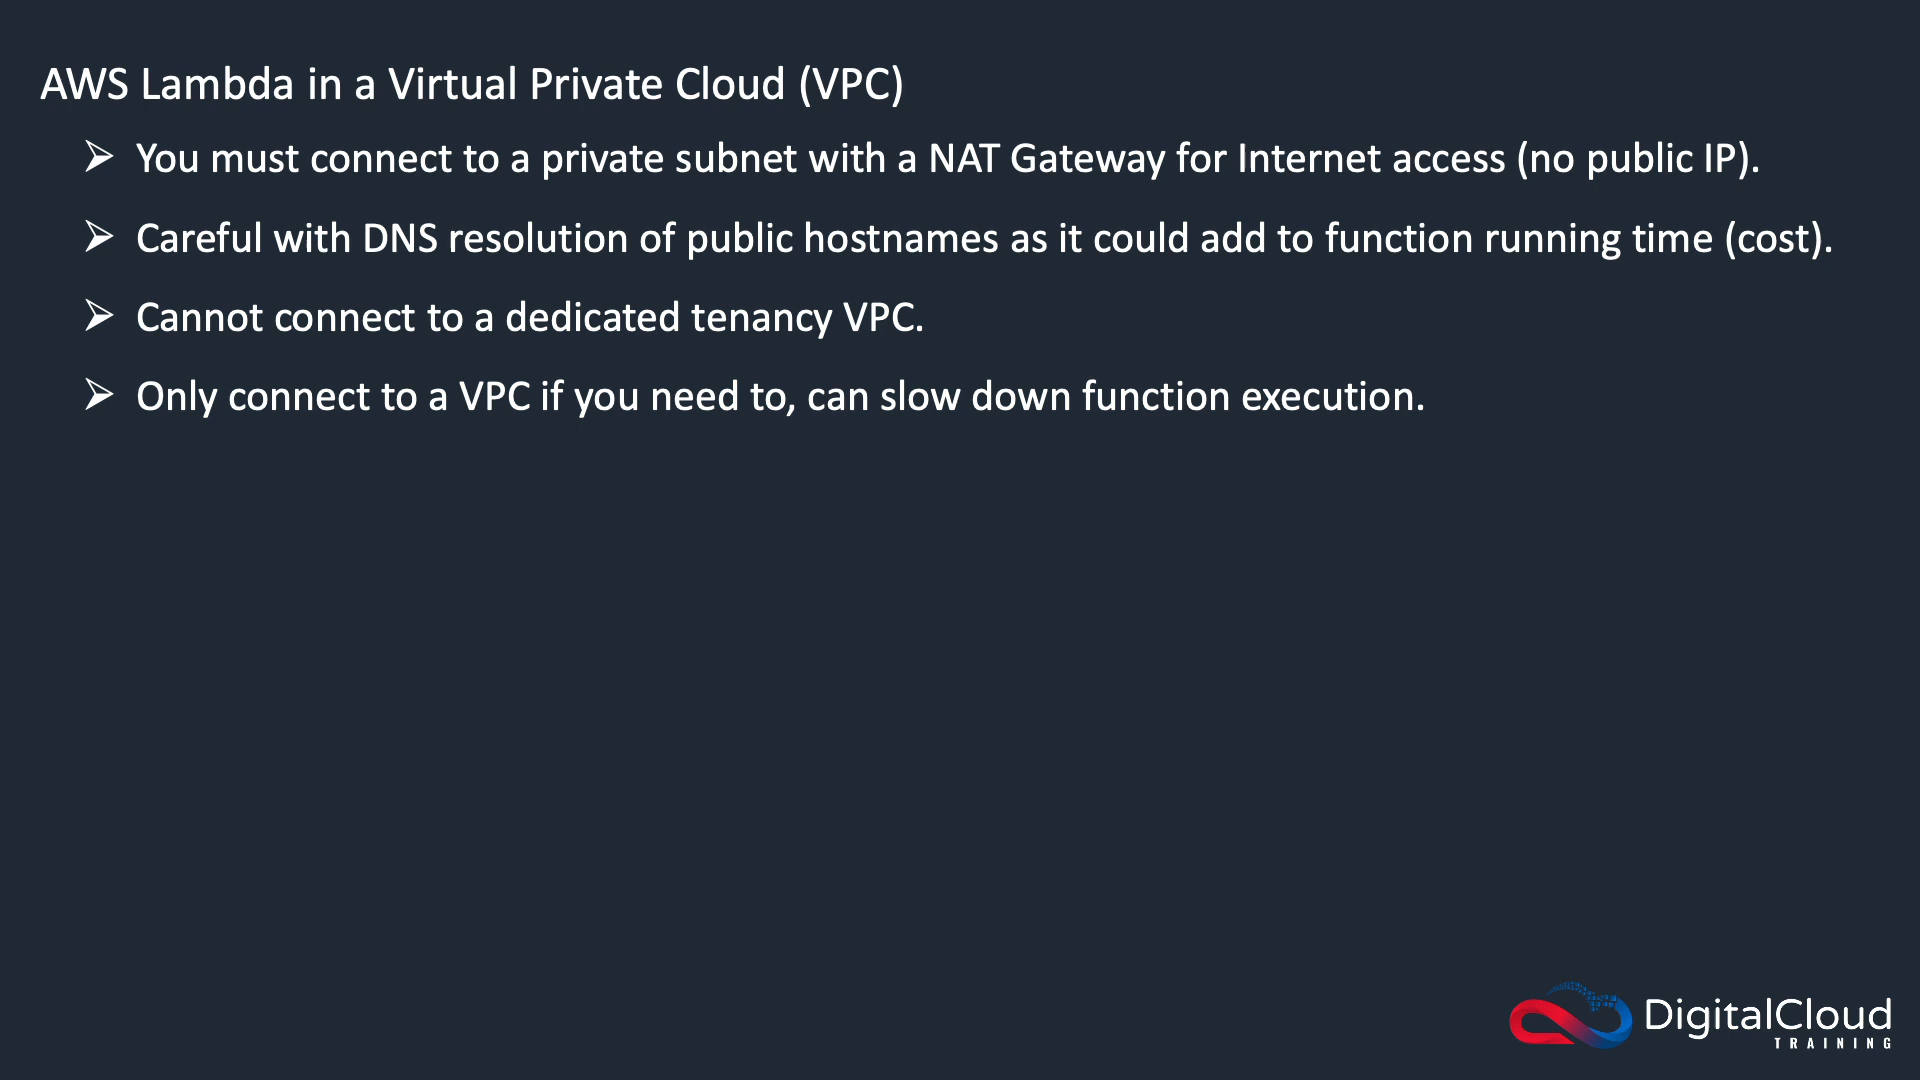 AWS Lambda in a Virtual Private Cloud (VPC)
You must connect to a private subnet with a NAT Gateway for Internet access (no public IP).
Careful with DNS resolution of public hostnames as it could add to function running time (cost).
Cannot connect to a dedicated tenancy VPC.
Only connect to a VPC if you need to, can slow down function execution.
DigitalCloud
TRAINING